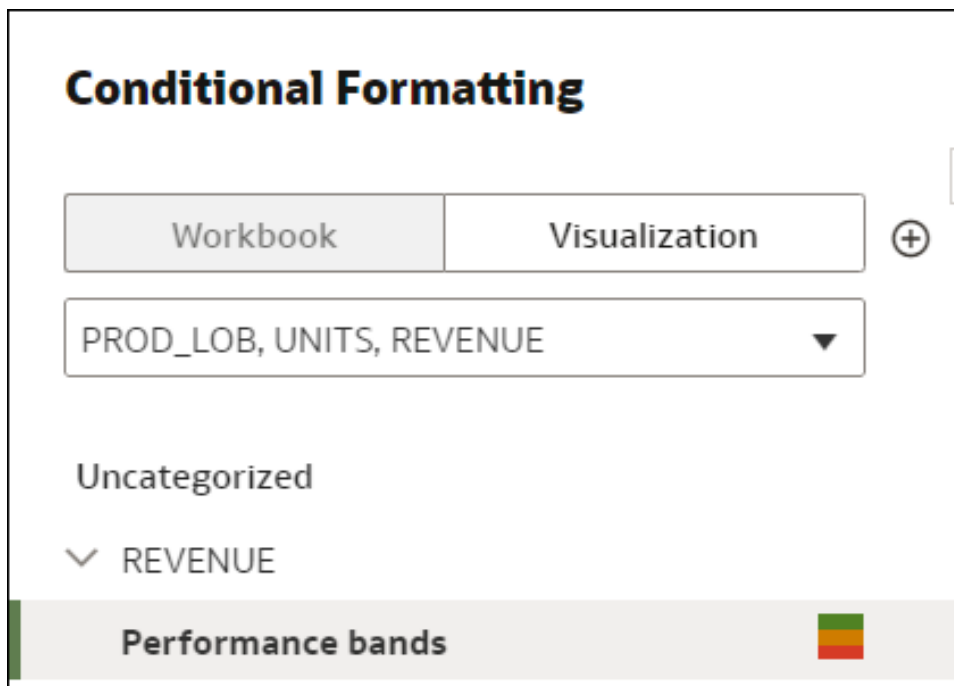 Conditional Formatting
Workbook Visualization
PROD_LOB, UNITS, REVENUE
Uncategorized
REVENUE
Performance bands